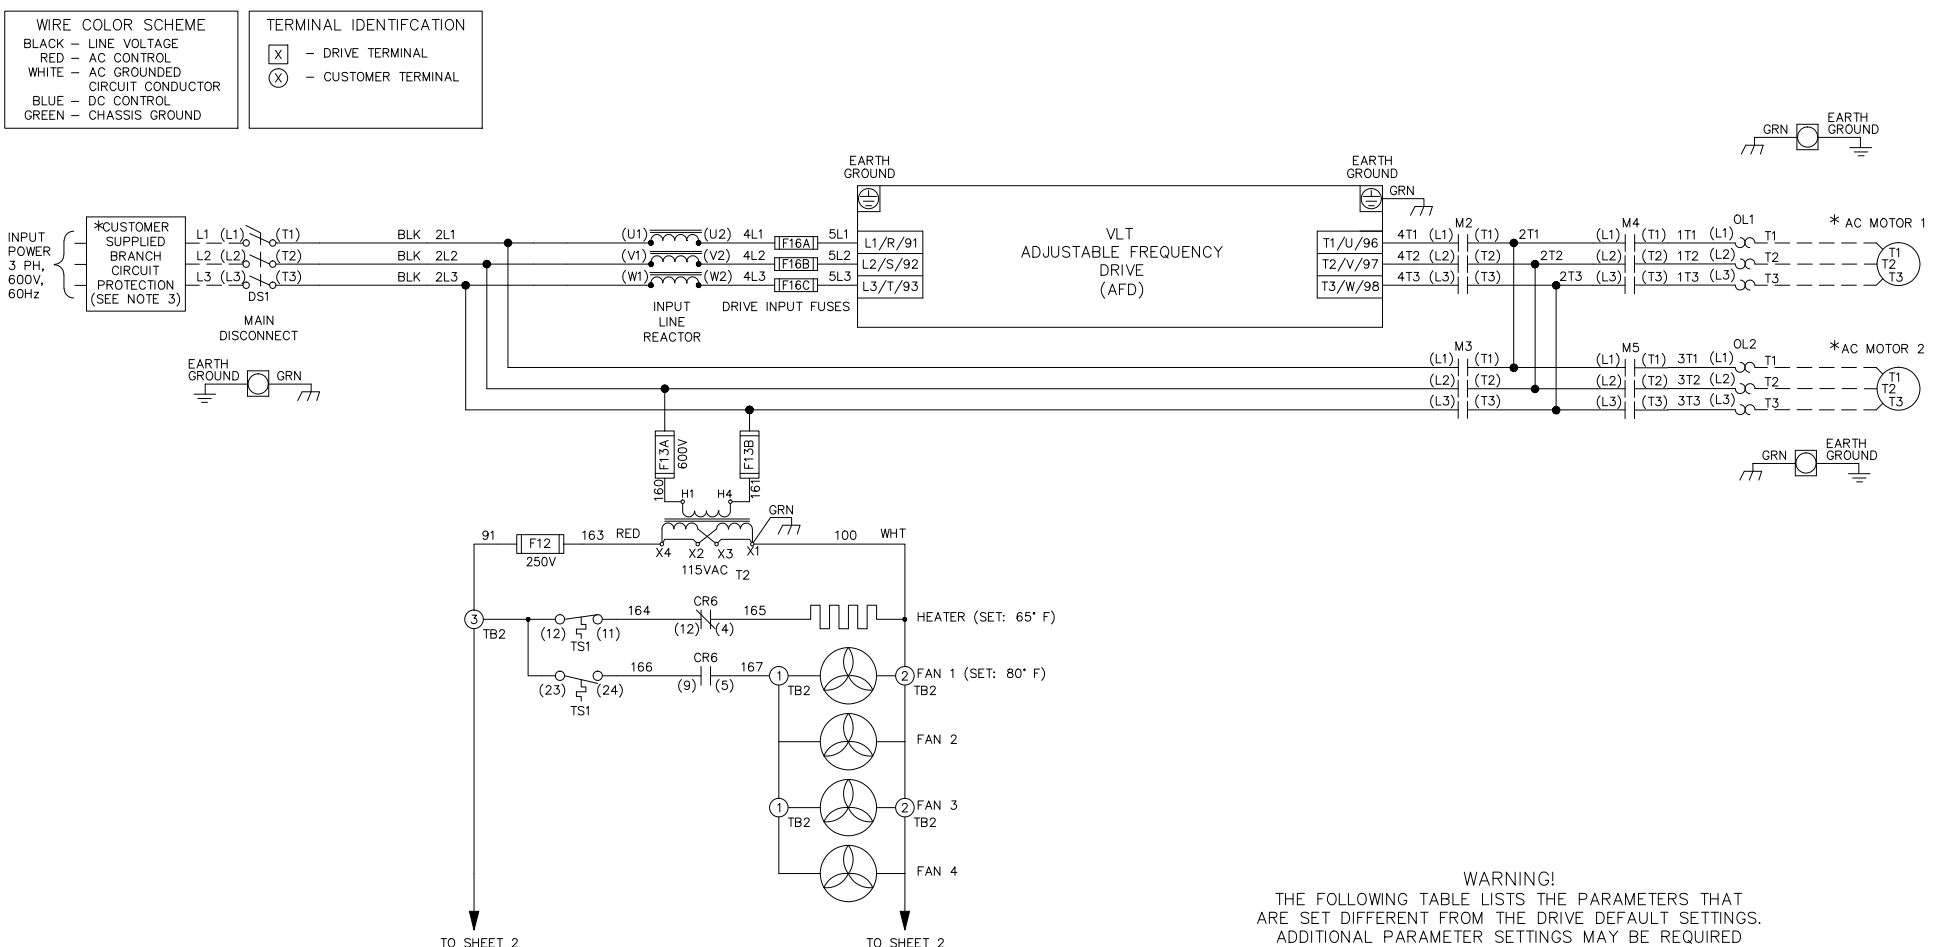 WIRE COLOR SCHEME
BLACK – LINE VOLTAGE
RED – AC CONTROL
WHITE – AC GROUNDED
CIRCUIT CONDUCTOR
BLUE – DC CONTROL
GREEN – CHASSIS GROUND
TERMINAL IDENTIFCATION
X – DRIVE TERMINAL
X – CUSTOMER TERMINAL
GRN
EARTH
GROUND
EARTH
GROUND
EARTH
GROUND
GRN
INPUT
POWER
3 PH,
600V,
60Hz
*CUSTOMER
SUPPLIED
BRANCH
CIRCUIT
PROTECTION
(SEE NOTE 3)
L1 (L1) (T1) BLK 2L1 (U1) (U2) 4L1 F16A 5L1 L1/R/91
L2 (L2) (T2) BLK 2L2 (V1) (V2) 4L2 F16B 5L2 L2/S/92
L3 (L3) (T3) BLK 2L3 (W1) (W2) 4L3 F16C 5L3 L3/T/93
DS1
MAIN
DISCONNECT
INPUT
LINE
REACTOR
DRIVE INPUT FUSES
VLT
ADJUSTABLE FREQUENCY
DRIVE
(AFD)
M2 M4 OL1 * AC MOTOR 1
T1/U/96 4T1 (L1) (T1) 2T1 (L1) (T1) 1T1 (L1) T1
T2/V/97 4T2 (L2) (T2) 2T2 (L2) (T2) 1T2 (L2) T2
T3/W/98 4T3 (L3) (T3) 2T3 (L3) (T3) 1T3 (L3) T3
T1
T2
T3
EARTH
GROUND
GRN
M3 M5 OL2 *AC MOTOR 2
(L1) (T1) (L1) (T1) 3T1 (L1) T1
(L2) (T2) (L2) (T2) 3T2 (L2) T2
(L3) (T3) (L3) (T3) 3T3 (L3) T3
T1
T2
T3
GRN
EARTH
GROUND
F13A
600V
F13B
160
161
H1 H4
GRN
91 F12 163 RED
250V
X4 X2 X3 X1
100 WHT
115VAC T2
3
TB2
(12) (11)
TS1
164
CR6
(12) (4)
165
HEATER (SET: 65° F)
(23) (24)
TS1
166
CR6
(9) (5)
167
1
TB2
2
TB2
FAN 1 (SET: 80° F)
FAN 2
1
TB2
2
TB2
FAN 3
FAN 4
TO SHEET 2
TO SHEET 2
WARNING!
THE FOLLOWING TABLE LISTS THE PARAMETERS THAT
ARE SET DIFFERENT FROM THE DRIVE DEFAULT SETTINGS.
ADDITIONAL PARAMETER SETTINGS MAY BE REQUIRED